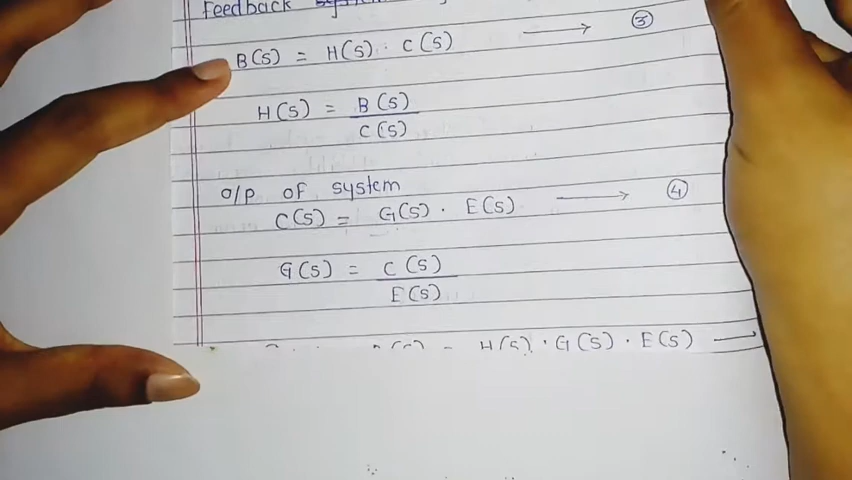 Feedback
B(s) = H(s) . C(s) ⟶ ③
H(s) = B(s) / C(s)
o/p of system
C(s) = G(s) . E(s) ⟶ ④
G(s) = C(s) / E(s)
= H(s) . G(s) . E(s) ⟶